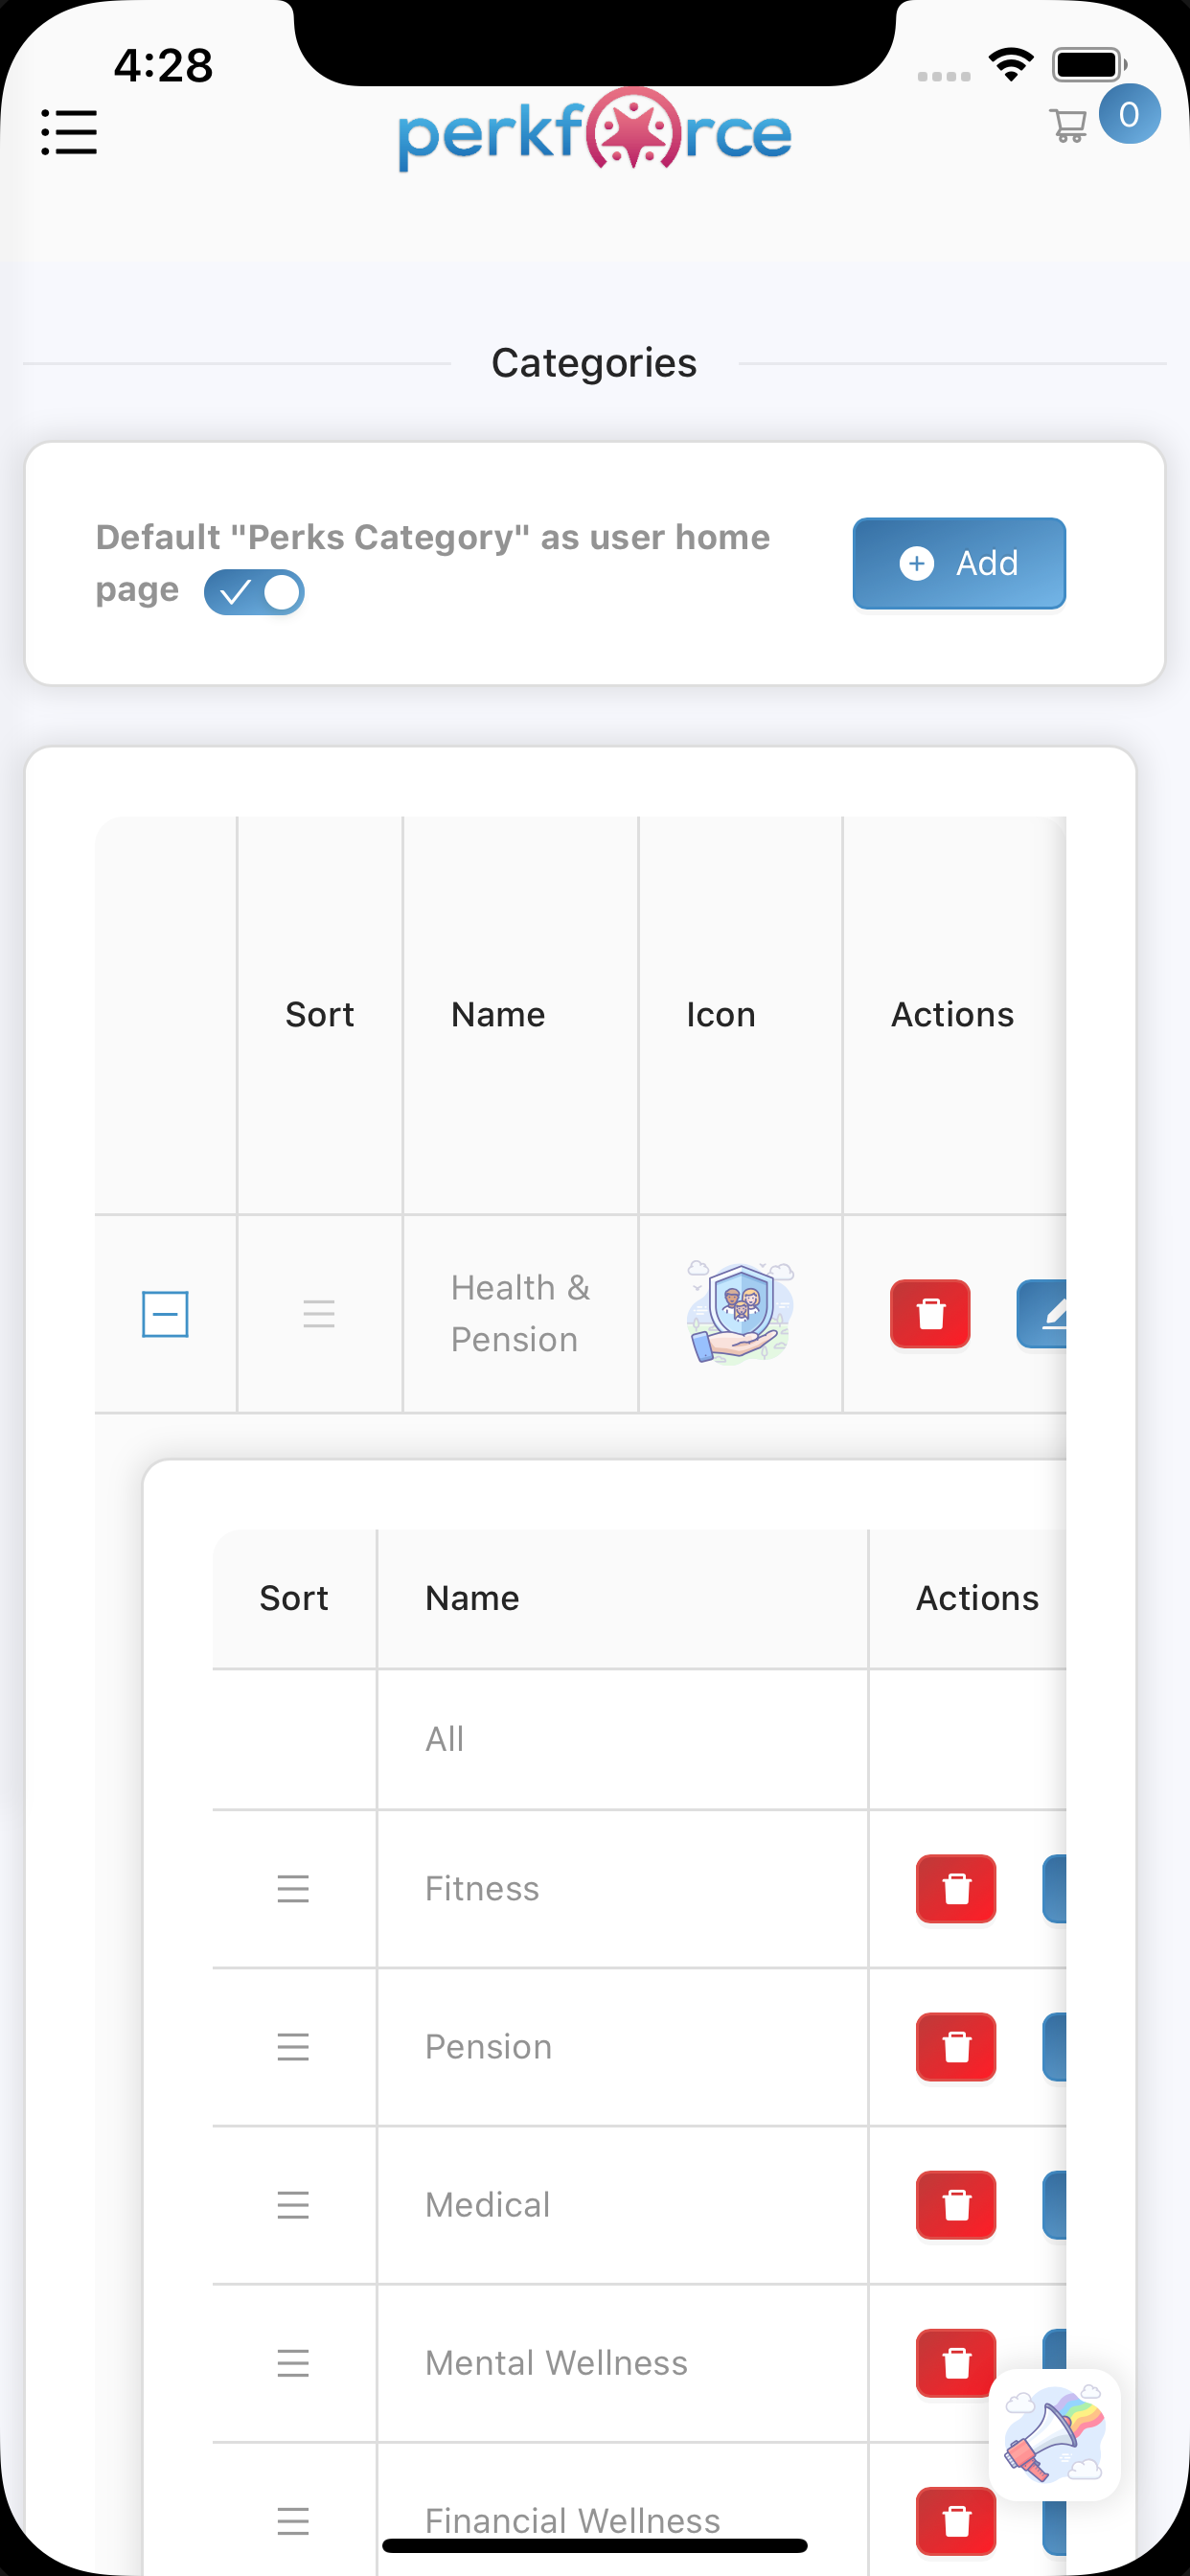 4:28
perkforce
0
Categories
Default "Perks Category" as user home
page
Add
Sort Name Icon Actions
Health &
Pension
Sort Name Actions
All
Fitness
Pension
Medical
Mental Wellness
Financial Wellness